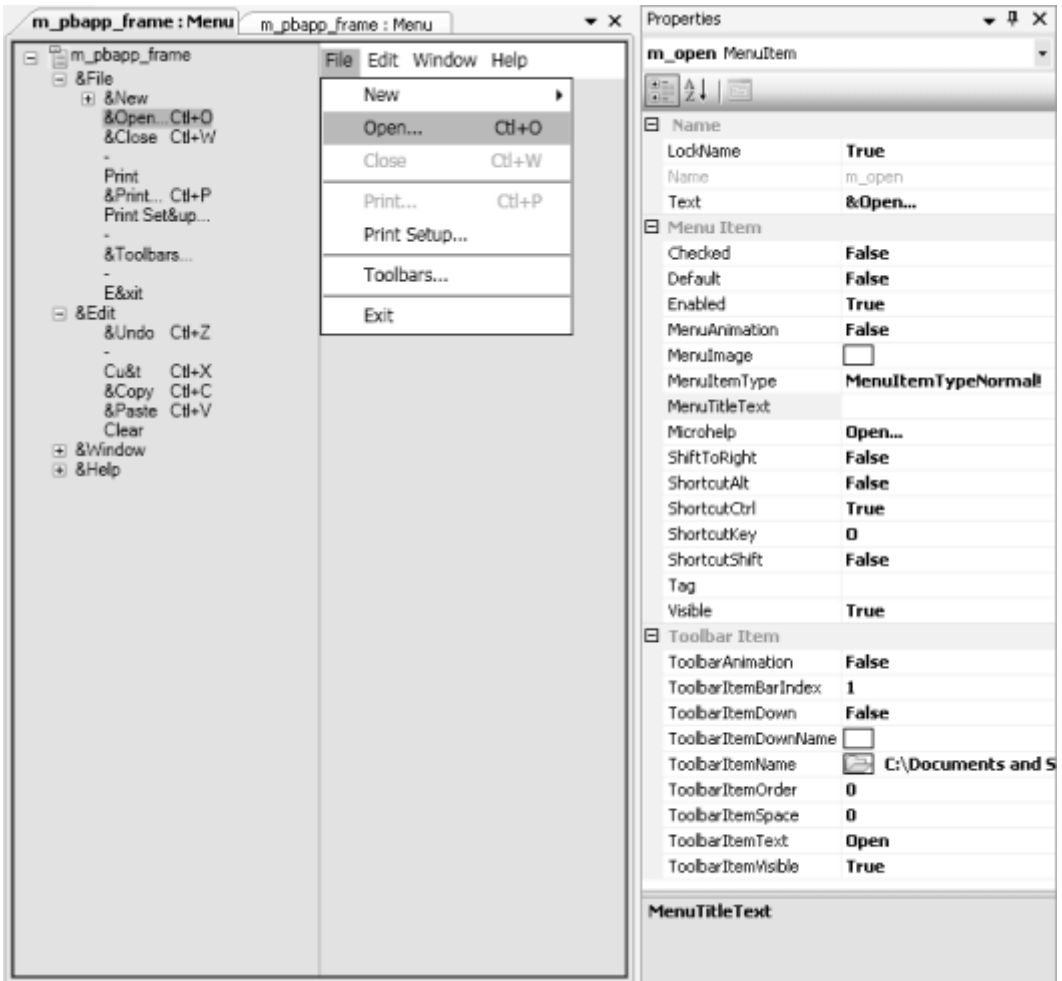 m_pbapp_frame : Menu
m_pbapp_frame : Menu
m_pbapp_frame
&File
&New
&Open... Ctl+O
&Close Ctl+W
-
Print
&Print... Ctl+P
Print Set&up...
-
&Toolbars...
-
E&xit
&Edit
&Undo Ctl+Z
-
Cu&t Ctl+X
&Copy Ctl+C
&Paste Ctl+V
Clear
&Window
&Help
File Edit Window Help
New
Open... Ctl+O
Close Ctl+W
Print... Ctl+P
Print Setup...
Toolbars...
Exit
Properties
m_open MenuItem
Name
LockName True
Name m_open
Text &Open...
Menu Item
Checked False
Default False
Enabled True
MenuAnimation False
MenuImage
MenuItemType MenuItemTypeNormal!
MenuTitleText
Microhelp Open...
ShiftToRight False
ShortcutAlt False
ShortcutCtrl True
ShortcutKey O
ShortcutShift False
Tag
Visible True
Toolbar Item
ToolbarAnimation False
ToolbarItemBarIndex 1
ToolbarItemDown False
ToolbarItemDownName
ToolbarItemName C:\Documents and S
ToolbarItemOrder 0
ToolbarItemSpace 0
ToolbarItemText Open
ToolbarItemVisible True
MenuTitleText